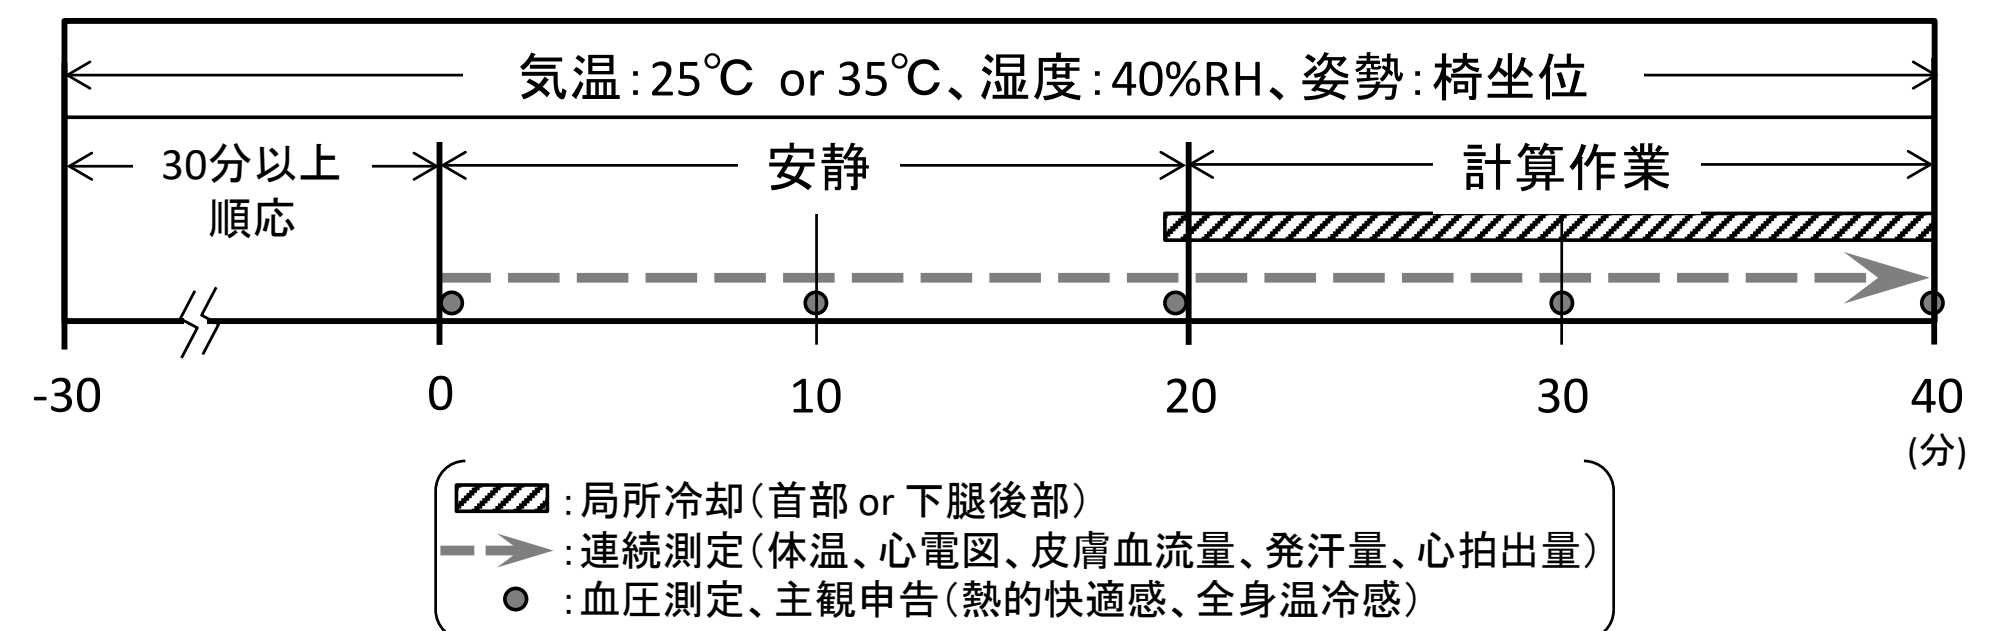 気温：25℃ or 35℃、湿度：40%RH、姿勢：椅坐位
30分以上
順応
安静
計算作業
-30
0
10
20
30
40
(分)
：局所冷却（首部 or 下腿後部）
：連続測定（体温、心電図、皮膚血流量、発汗量、心拍出量）
：血圧測定、主観申告（熱的快適感、全身温冷感）